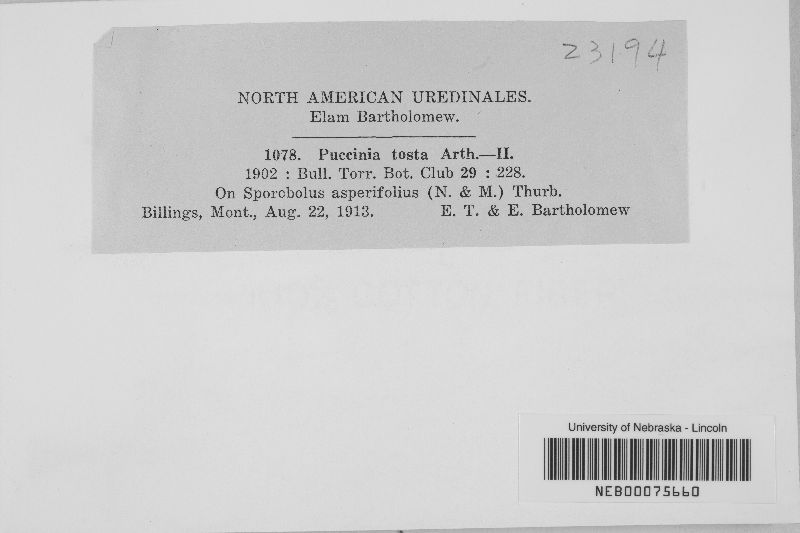 23194
NORTH AMERICAN UREDINALES.
Elam Bartholomew.
1078. Puccinia tosta Arth.—II.
1902 : Bull. Torr. Bot. Club 29 : 228.
On Sporobolus asperifolius (N. & M.) Thurb.
Billings, Mont., Aug. 22, 1913. E. T. & E. Bartholomew
University of Nebraska - Lincoln
NEB00075660